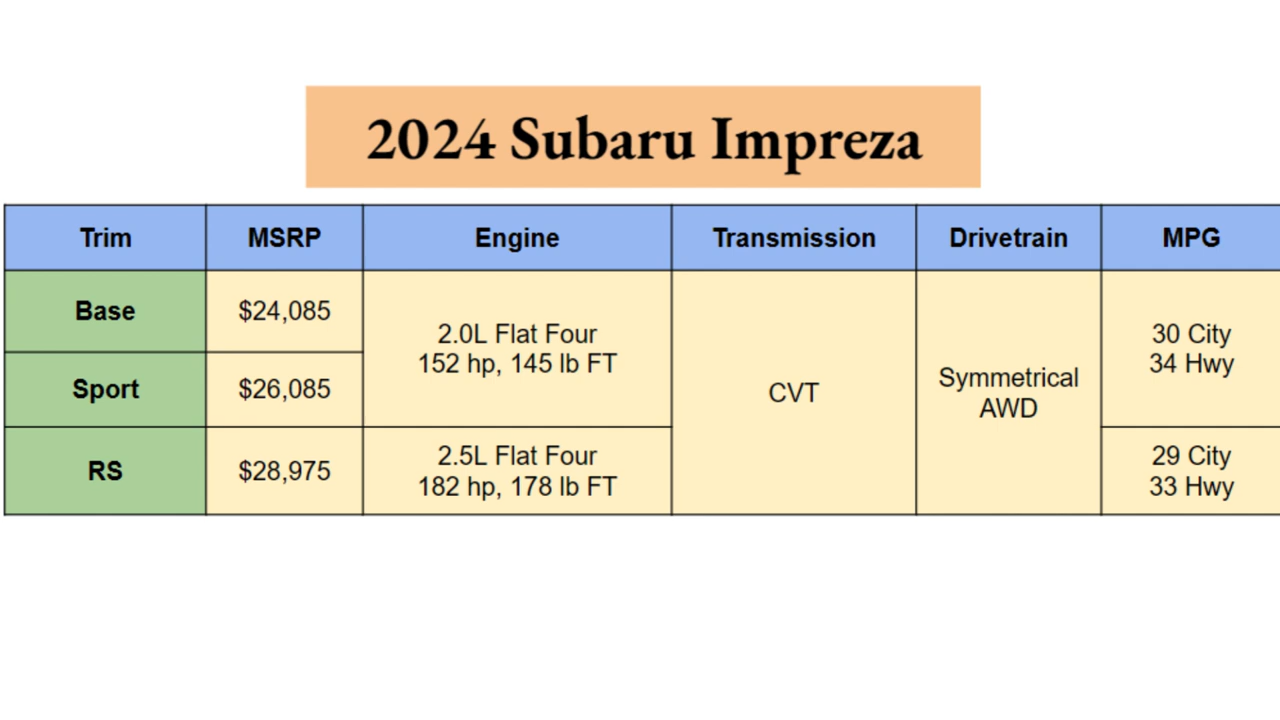 2024 Subaru Impreza
Trim MSRP Engine Transmission Drivetrain MPG
Base $24,085
2.0L Flat Four
152 hp, 145 lb FT
30 City
34 Hwy
Sport $26,085
CVT
Symmetrical
AWD
RS $28,975
2.5L Flat Four
182 hp, 178 lb FT
29 City
33 Hwy